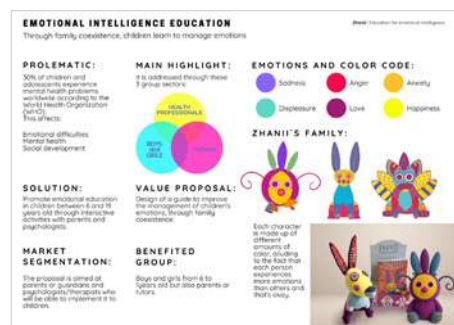 EMOTIONAL INTELLIGENCE EDUCATION
Through family coexistence, children learn to manage emotions
Zhanii: Education for emotional intelligence
PROLEMATIC:
30% of children and
adolescents experience
mental health problems
worldwide according to the
World Health Organization
(WHO).
This affects:
Emotional difficulties
Mental health
Social development
MAIN HIGHLIGHT:
it is addressed through these
3 group sectors:
HEALTH
PROFESSIONALS
BOYS
AND
GIRLS
EMOTIONS AND COLOR CODE:
Sadness
Anger
Anxiety
Displeasure
Love
Happiness
ZHANII'S FAMILY:
SOLUTION:
Promote emotional education
in children between 6 and 11
years old through interactive
activities with parents and
psychologists.
VALUE PROPOSAL:
Design of a guide to improve
the management of children's
emotions, through family
coexistence.
Each character
is made up of
different
amounts of
color, alluding
to the fact that
each person
experiences
more emotions
than others and
that's okay.
MARKET
SEGMENTATION:
The proposal is aimed at
parents or guardians and
psychologists/therapists who
will be able to implement it to
children.
BENEFITED
GROUP:
Boys and girls from 6 to
years old but also parents or
tutors.